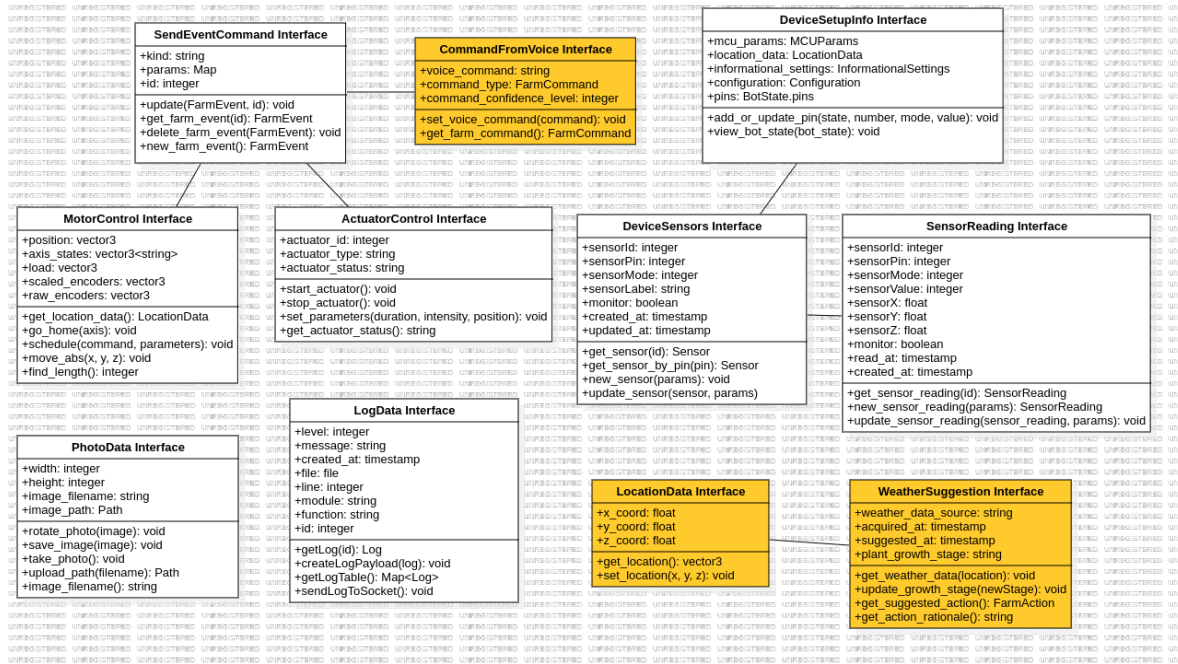 SendEventCommand Interface
+kind: string
+params: Map
+id: integer
+update(FarmEvent, id): void
+get_farm_event(id): FarmEvent
+delete_farm_event(FarmEvent): void
+new_farm_event(): FarmEvent
CommandFromVoice Interface
+voice_command: string
+command_type: FarmCommand
+command_confidence_level: integer
+set_voice_command(command): void
+get_farm_command(): FarmCommand
DeviceSetupInfo Interface
+mcu_params: MCUParams
+location_data: LocationData
+informational_settings: InformationalSettings
+configuration: Configuration
+pins: BotState.pins
+add_or_update_pin(state, number, mode, value): void
+view_bot_state(bot_state): void
MotorControl Interface
+position: vector3
+axis_states: vector3<string>
+load: vector3
+scaled_encoders: vector3
+raw_encoders: vector3
+get_location_data(): LocationData
+go_home(axis): void
+schedule(command, parameters): void
+move_abs(x, y, z): void
+find_length(): integer
ActuatorControl Interface
+actuator_id: integer
+actuator_type: string
+actuator_status: string
+start_actuator(): void
+stop_actuator(): void
+set_parameters(duration, intensity, position): void
+get_actuator_status(): string
DeviceSensors Interface
+sensorId: integer
+sensorPin: integer
+sensorMode: integer
+sensorLabel: string
+monitor: boolean
+created_at: timestamp
+updated_at: timestamp
+get_sensor(id): Sensor
+get_sensor_by_pin(pin): Sensor
+new_sensor(params): void
+update_sensor(sensor, params)
SensorReading Interface
+sensorId: integer
+sensorPin: integer
+sensorMode: integer
+sensorValue: integer
+sensorX: float
+sensorY: float
+sensorZ: float
+monitor: boolean
+read_at: timestamp
+created_at: timestamp
+get_sensor_reading(id): SensorReading
+new_sensor_reading(params): SensorReading
+update_sensor_reading(sensor_reading, params): void
PhotoData Interface
+width: integer
+height: integer
+image_filename: string
+image_path: Path
+rotate_photo(image): void
+save_image(image): void
+take_photo(): void
+upload_path(filename): Path
+image_filename(): string
LogData Interface
+level: integer
+message: string
+created_at: timestamp
+file: file
+line: integer
+module: string
+function: string
+id: integer
+getLog(id): Log
+createLogPayload(log): void
+getLogTable(): Map<Log>
+sendLogToSocket(): void
LocationData Interface
+x_coord: float
+y_coord: float
+z_coord: float
+get_location(): vector3
+set_location(x, y, z): void
WeatherSuggestion Interface
+weather_data_source: string
+acquired_at: timestamp
+suggested_at: timestamp
+plant_growth_stage: string
+get_weather_data(location): void
+update_growth_stage(newStage): void
+get_suggested_action(): FarmAction
+get_action_rationale(): string